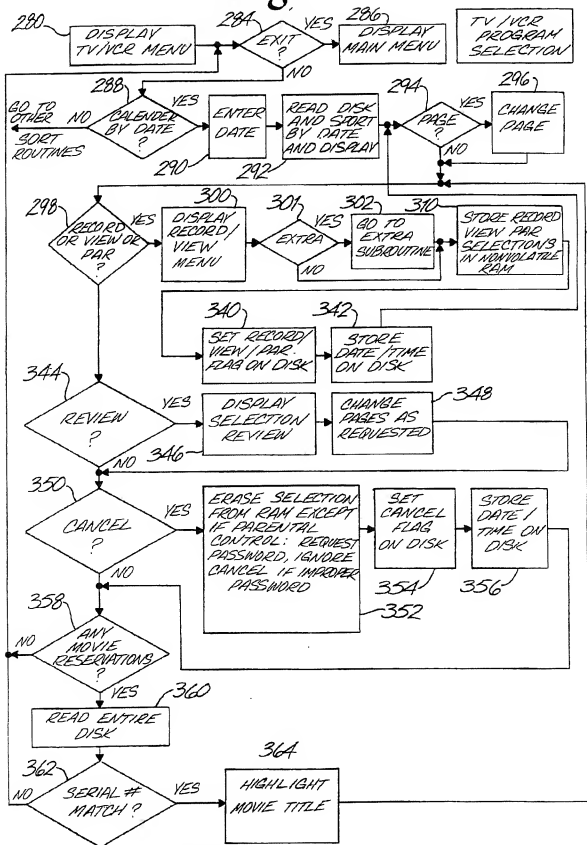 280
DISPLAY
TV/VCR MENU
284
EXIT
?
YES
NO
286
DISPLAY
MAIN MENU
TV/VCR
PROGRAM
SELECTION
GO TO
OTHER
SORT
ROUTINES
NO
288
CALENDER
BY DATE
?
YES
ENTER
DATE
290
READ DISK
AND SPORT
BY DATE
AND DISPLAY
292
294
PAGE
?
YES
NO
296
CHANGE
PAGE
298
RECORD
OR VIEW OR
PAR
?
YES
300
DISPLAY
RECORD/
VIEW
MENU
301
EXTRA
YES
NO
302
GO TO
EXTRA
SUBROUTINE
310
STORE RECORD
VIEW PAR
SELECTIONS
IN NONVOLATILE
RAM
340
SET RECORD/
VIEW/PAR.
FLAG ON DISK
342
STORE
DATE/TIME
ON DISK
344
REVIEW
?
YES
NO
DISPLAY
SELECTION
REVIEW
346
CHANGE
PAGES AS
REQUESTED
348
350
CANCEL
?
YES
NO
ERASE SELECTION
FROM RAM EXCEPT
IF PARENTAL
CONTROL: REQUEST
PASSWORD, IGNORE
CANCEL IF IMPROPER
PASSWORD
352
SET
CANCEL
FLAG
ON DISK
354
STORE
DATE/
TIME ON
DISK
356
358
NO
ANY
MOVIE
RESERVATIONS
?
YES
360
READ ENTIRE
DISK
362
NO
SERIAL #
MATCH?
YES
364
HIGHLIGHT
MOVIE TITLE